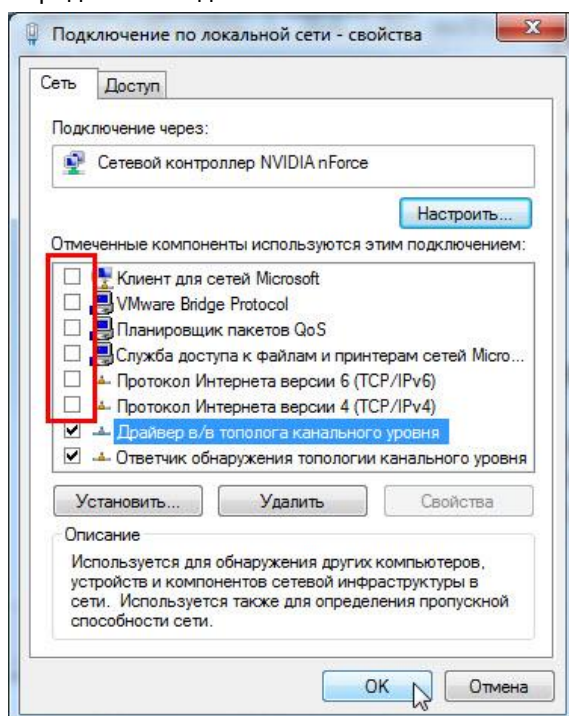 Подключение по локальной сети - свойства
Сеть
Доступ
Подключение через:
Сетевой контроллер NVIDIA nForce
Настроить...
Отмеченные компоненты используются этим подключением:
Клиент для сетей Microsoft
VMware Bridge Protocol
Планировщик пакетов QoS
Служба доступа к файлам и принтерам сетей Micro...
Протокол Интернета версии 6 (TCP/IPv6)
Протокол Интернета версии 4 (TCP/IPv4)
Драйвер в/в тополога канального уровня
Ответчик обнаружения топологии канального уровня
Установить...
Удалить
Свойства
Описание
Используется для обнаружения других компьютеров,
устройств и компонентов сетевой инфраструктуры в
сети. Используется также для определения пропускной
способности сети.
OK
Отмена